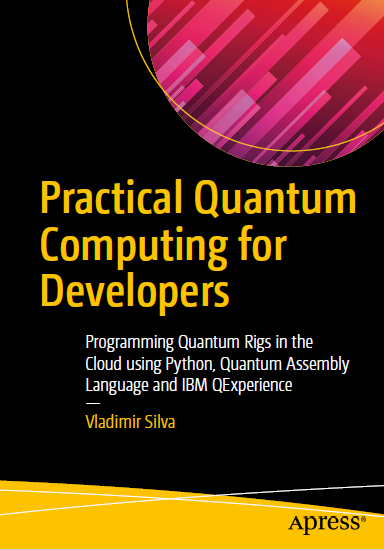 Practical Quantum
Computing for
Developers
Programming Quantum Rigs in the
Cloud using Python, Quantum Assembly
Language and IBM QExperience
—
Vladimir Silva
Apress®